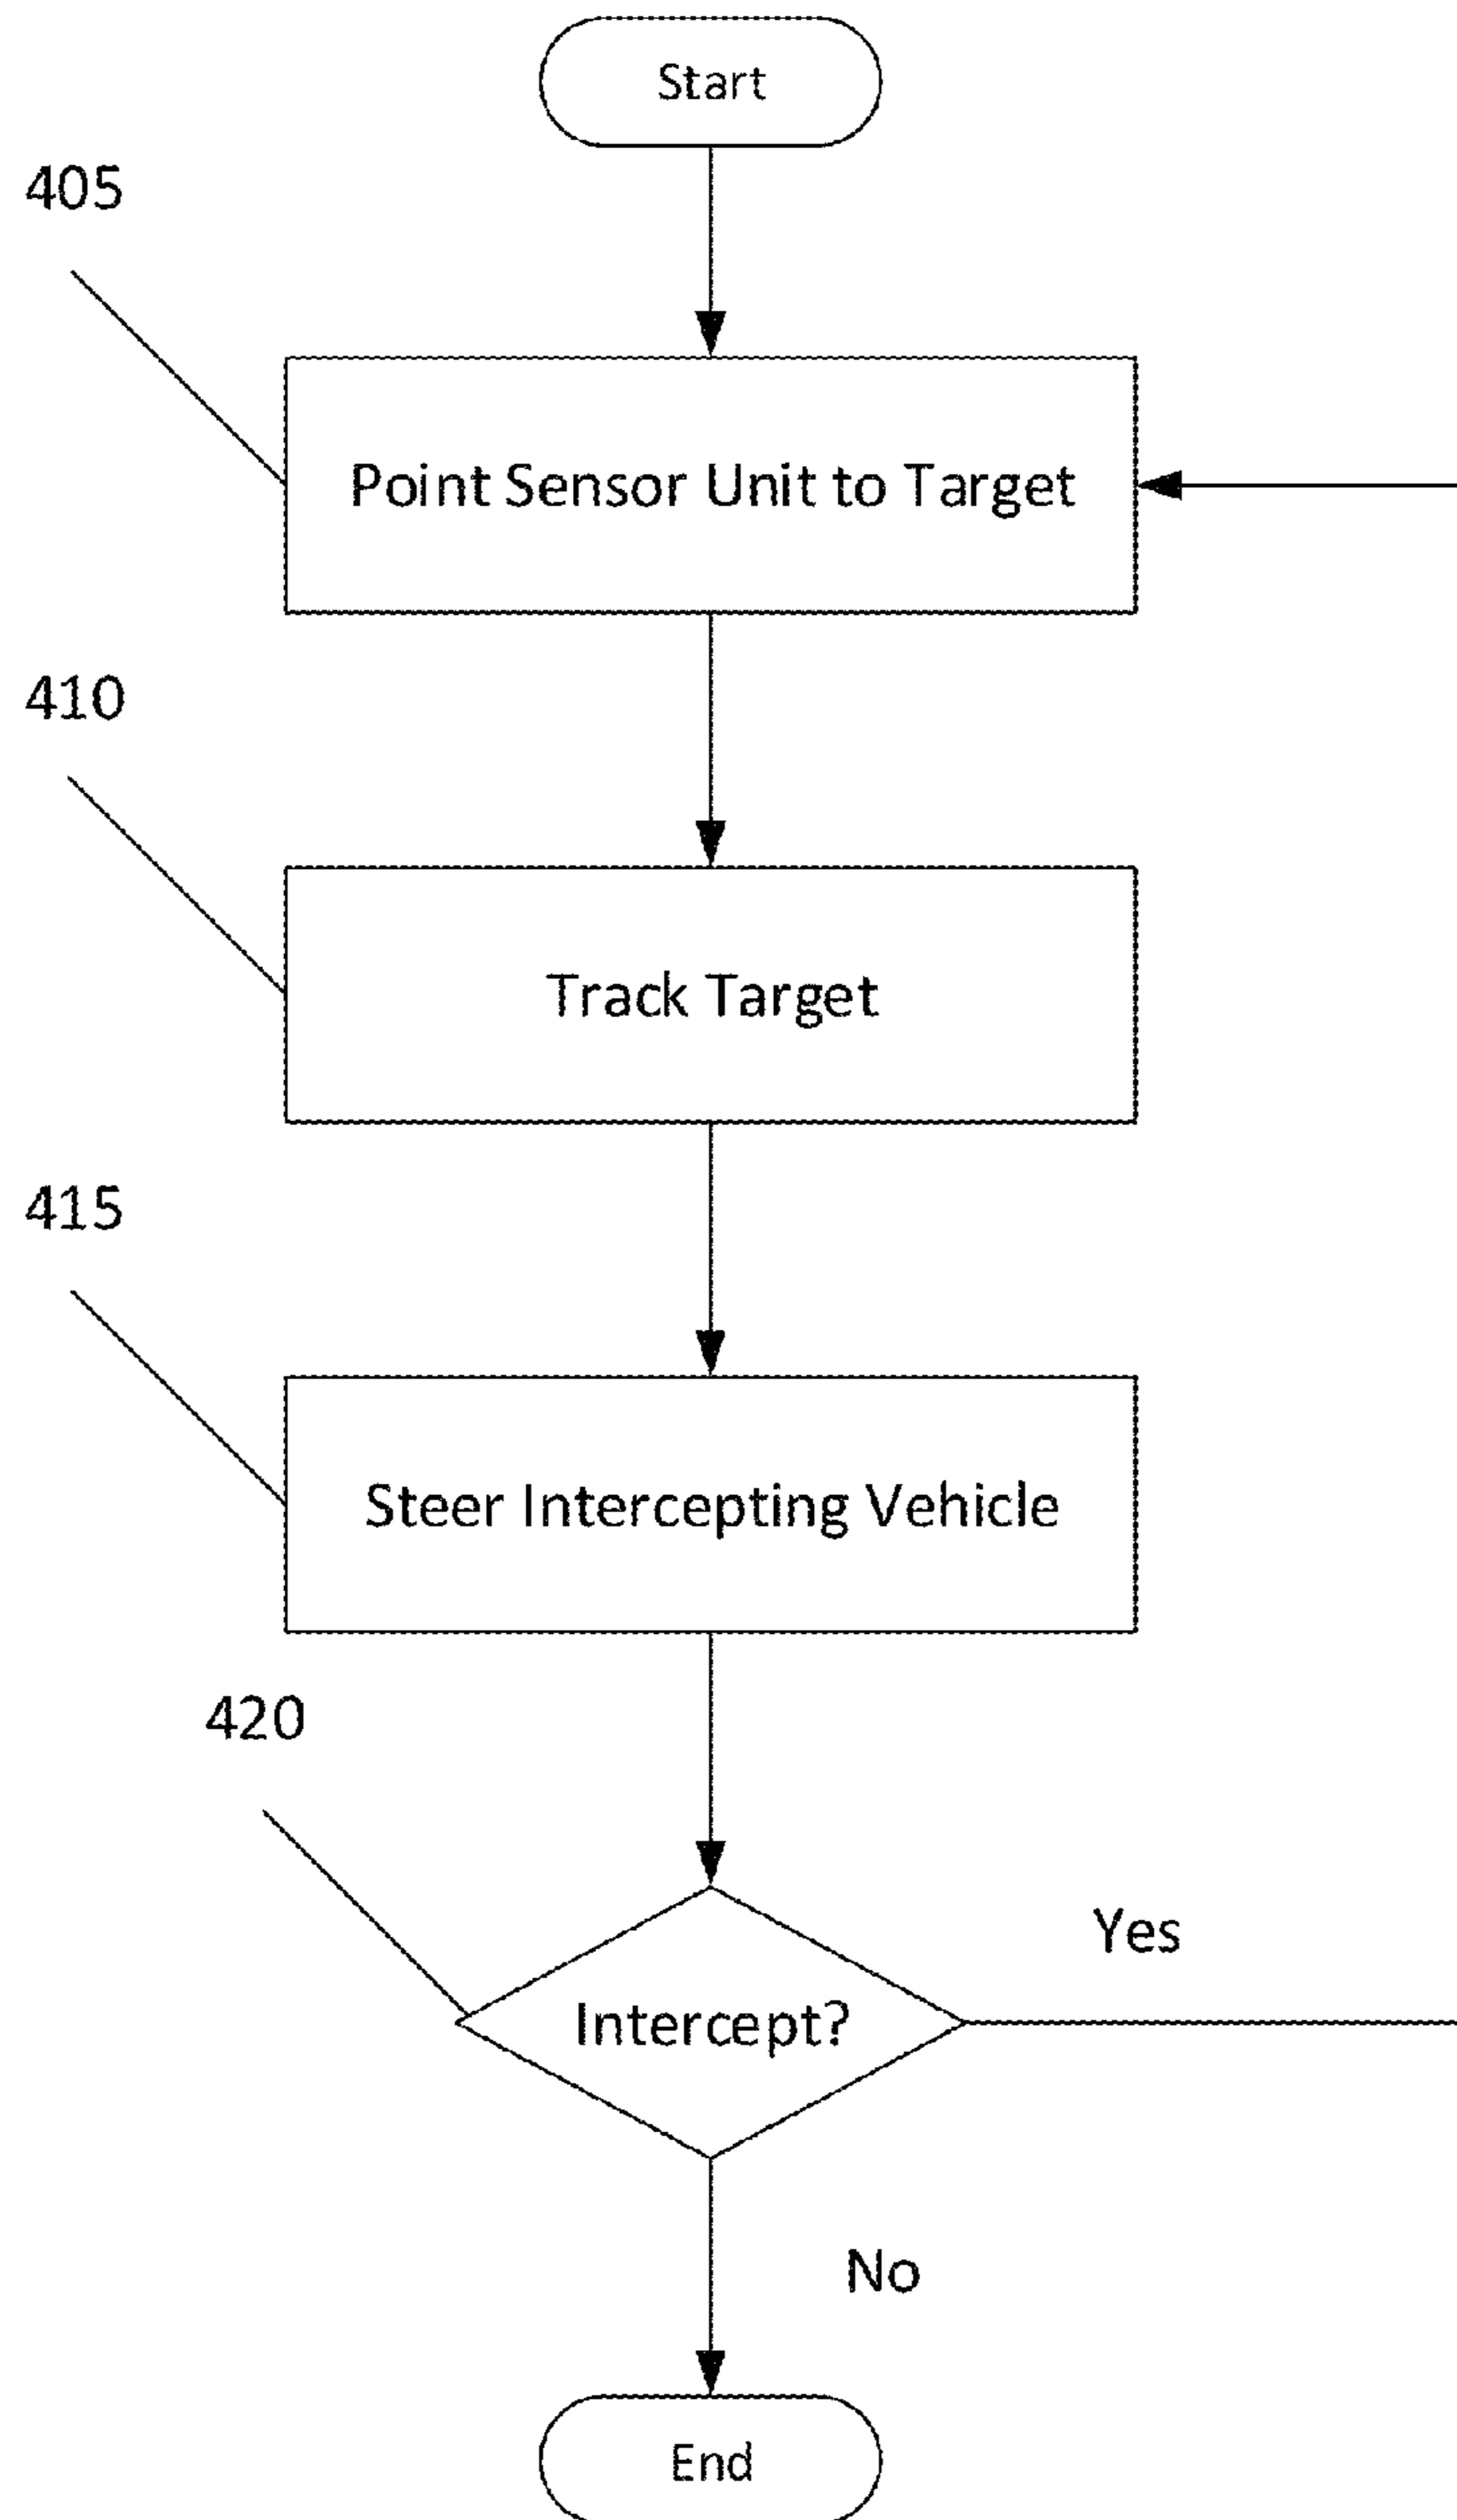 Start
405
Point Sensor Unit to Target
410
Track Target
415
Steer Intercepting Vehicle
420
Yes
Intercept?
No
End